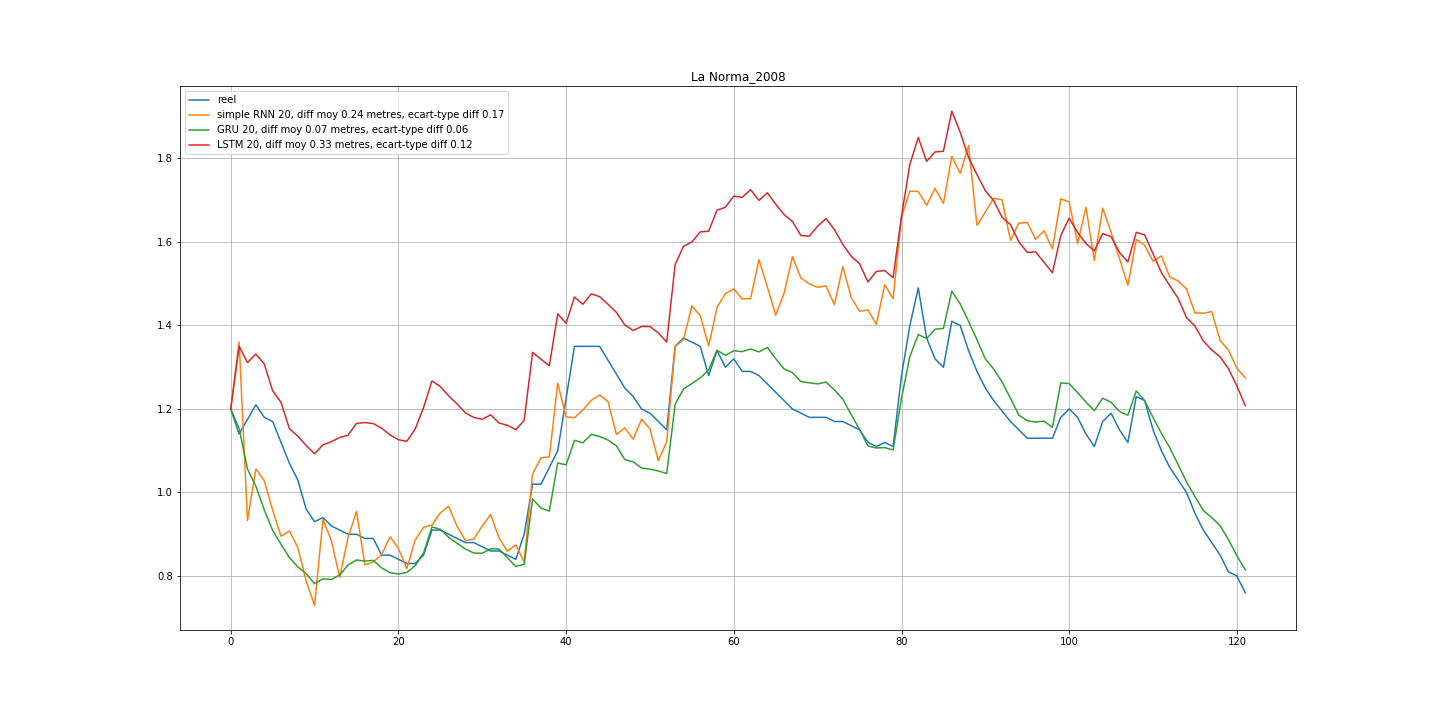 La Norma_2008
reel
simple RNN 20, diff moy 0.24 metres, ecart-type diff 0.17
GRU 20, diff moy 0.07 metres, ecart-type diff 0.06
LSTM 20, diff moy 0.33 metres, ecart-type diff 0.12
1.8
1.6
1.4
1.2
1.0
0.8
0 20 40 60 80 100 120